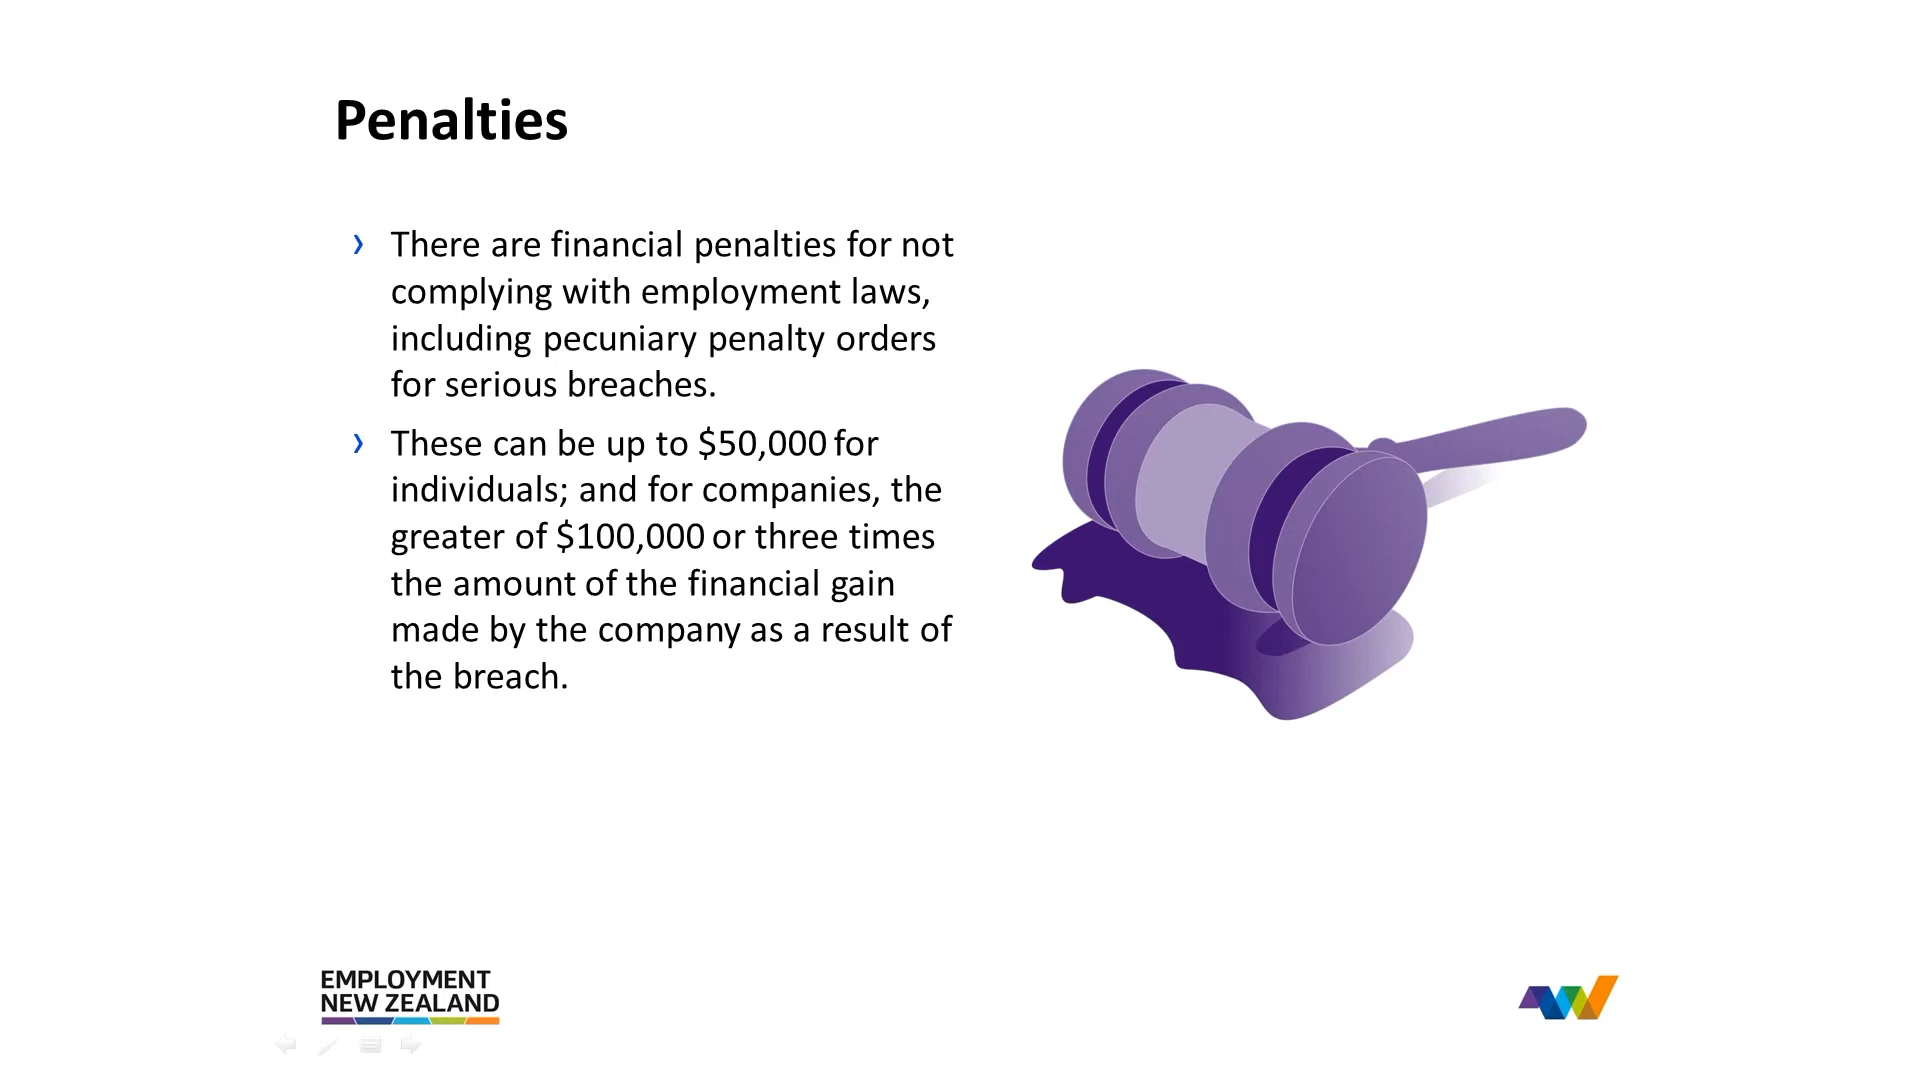 Penalties
› There are financial penalties for not
complying with employment laws,
including pecuniary penalty orders
for serious breaches.
› These can be up to $50,000 for
individuals; and for companies, the
greater of $100,000 or three times
the amount of the financial gain
made by the company as a result of
the breach.
EMPLOYMENT
NEW ZEALAND